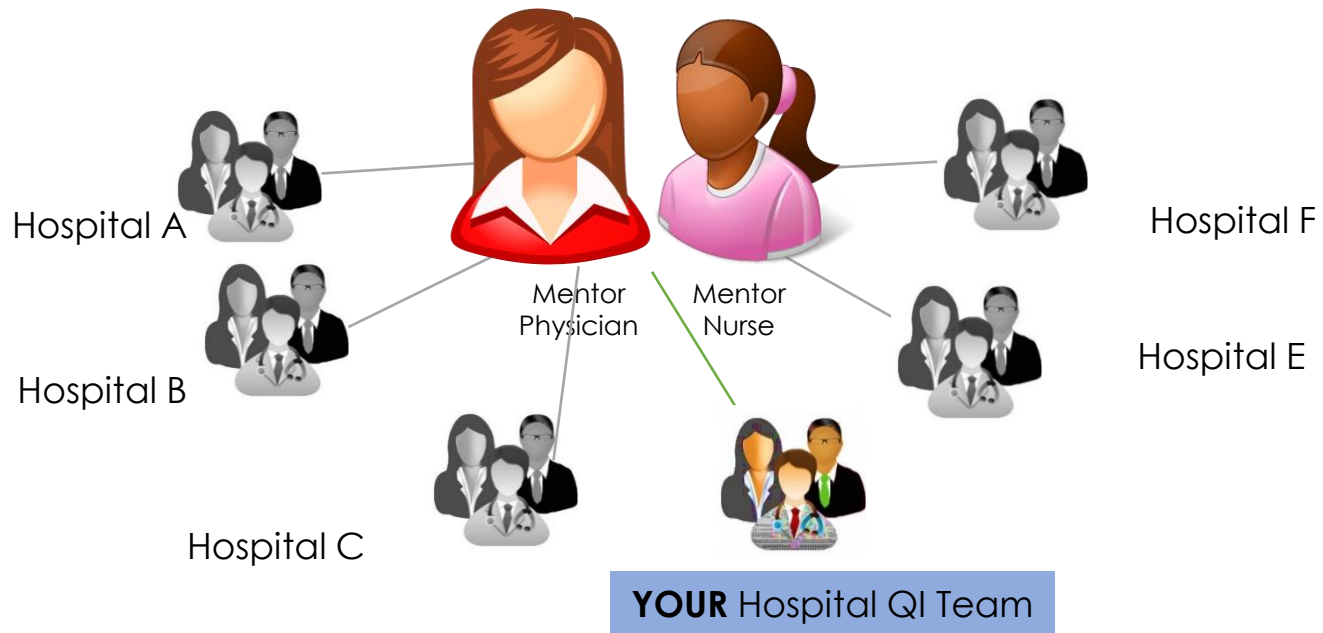 Hospital A
Hospital F
Mentor
Physician
Mentor
Nurse
Hospital B
Hospital E
Hospital C
YOUR Hospital QI Team